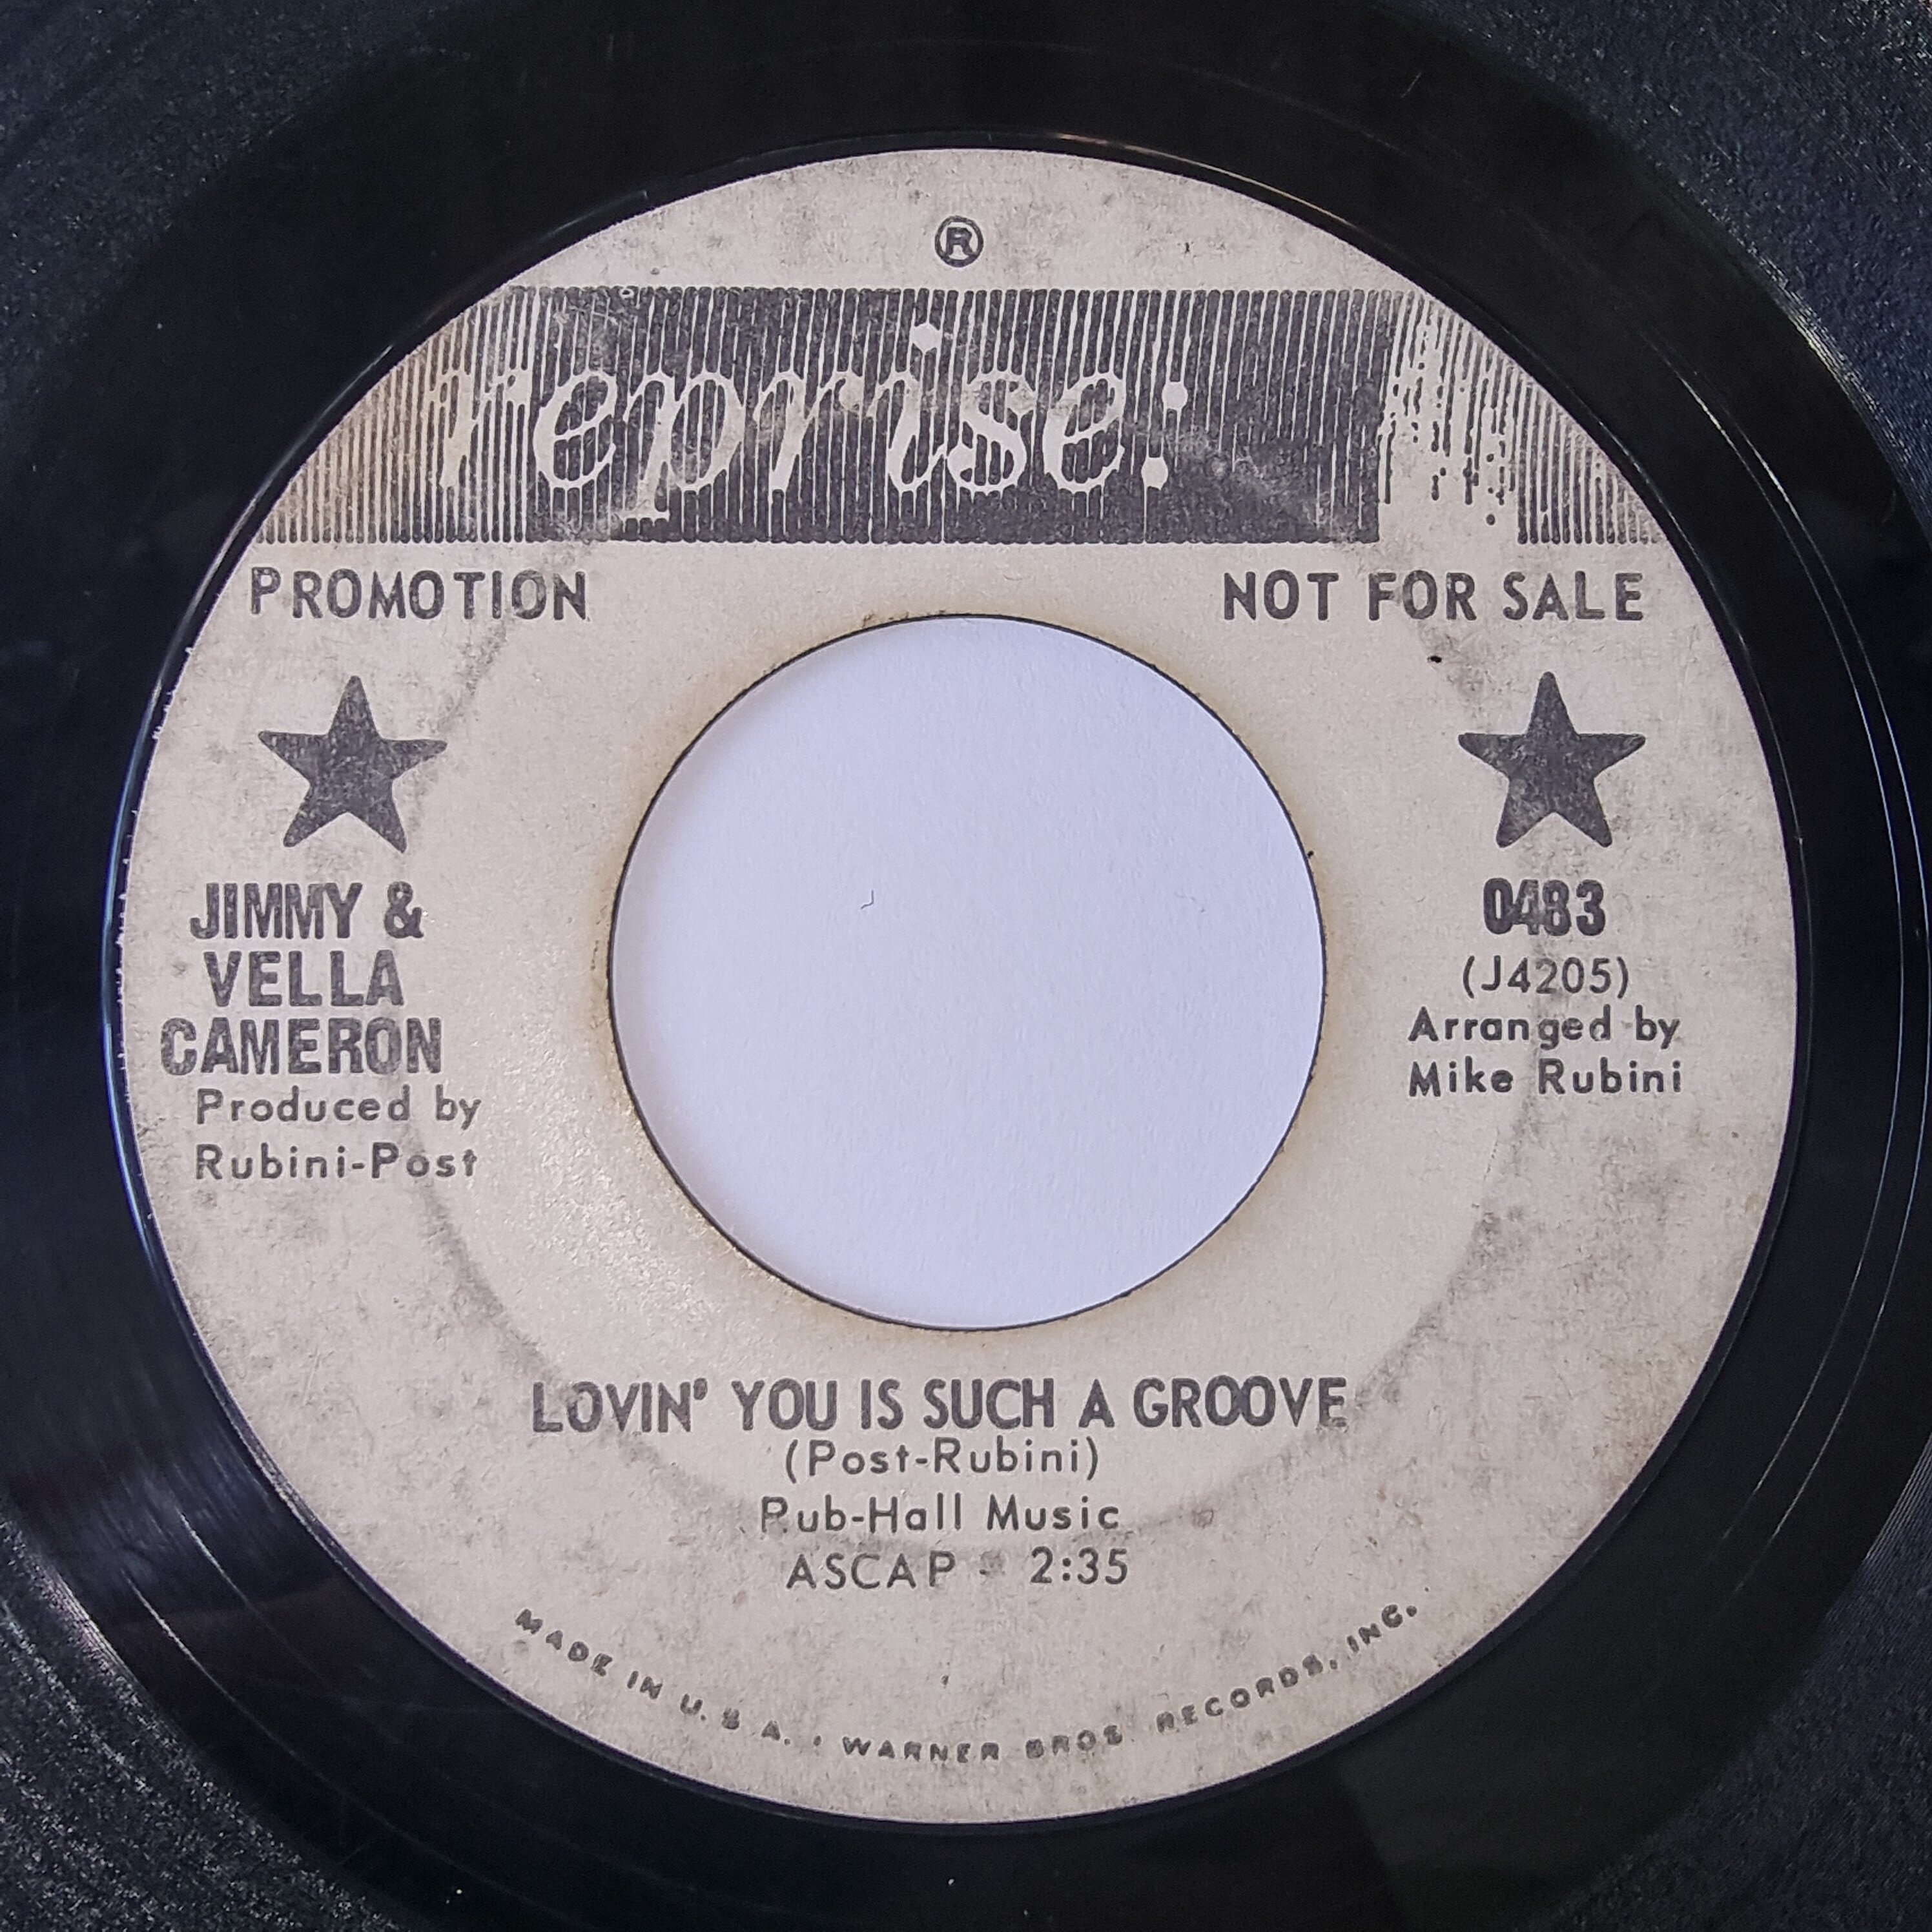 ®
reprise:
PROMOTION
NOT FOR SALE
JIMMY &
VELLA
CAMERON
Produced by
Rubini-Post
0483
(J4205)
Arranged by
Mike Rubini
LOVIN' YOU IS SUCH A GROOVE
(Post-Rubini)
Pub-Hall Music
ASCAP - 2:35
MADE IN U.S.A. • WARNER BROS. RECORDS, INC.